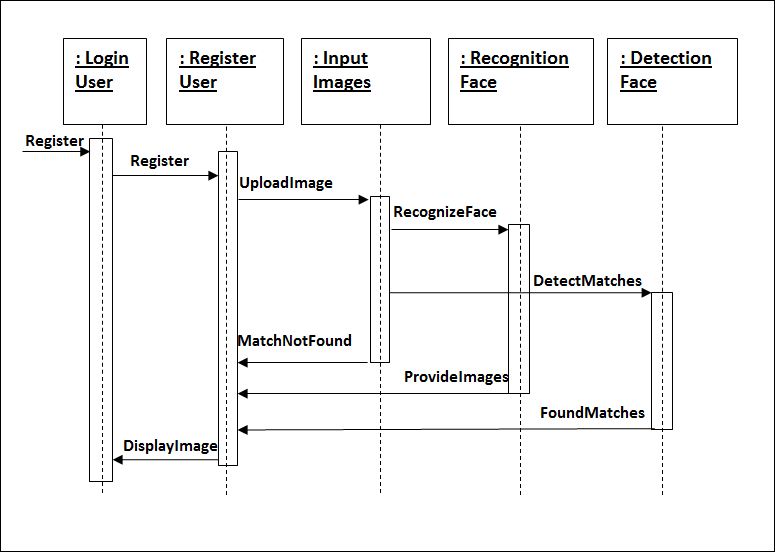 : Login
User
: Register
User
: Input
Images
: Recognition
Face
: Detection
Face
Register
Register
UploadImage
RecognizeFace
DetectMatches
MatchNotFound
ProvideImages
FoundMatches
DisplayImage